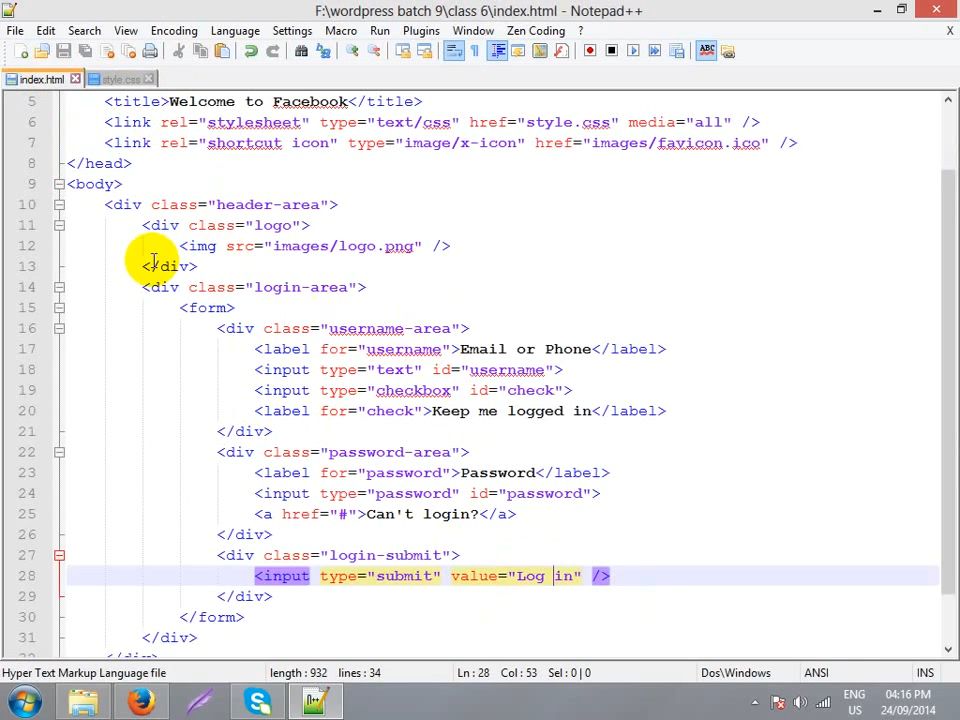 F:\wordpress batch 9\class 6\index.html - Notepad++
File Edit Search View Encoding Language Settings Macro Run Plugins Window Zen Coding ? X
index.html style.css
5 <title>Welcome to Facebook</title>
6 <link rel="stylesheet" type="text/css" href="style.css" media="all" />
7 <link rel="shortcut icon" type="image/x-icon" href="images/favicon.ico" />
8 </head>
9 <body>
10 <div class="header-area">
11 <div class="logo">
12 <img src="images/logo.png" />
13 </div>
14 <div class="login-area">
15 <form>
16 <div class="username-area">
17 <label for="username">Email or Phone</label>
18 <input type="text" id="username">
19 <input type="checkbox" id="check">
20 <label for="check">Keep me logged in</label>
21 </div>
22 <div class="password-area">
23 <label for="password">Password</label>
24 <input type="password" id="password">
25 <a href="#">Can't login?</a>
26 </div>
27 <div class="login-submit">
28 <input type="submit" value="Log in" />
29 </div>
30 </form>
31 </div>
32 </div>
Hyper Text Markup Language file length : 932 lines : 34 Ln : 28 Col : 53 Sel : 0 | 0 Dos\Windows ANSI INS
ENG 04:16 PM
US 24/09/2014